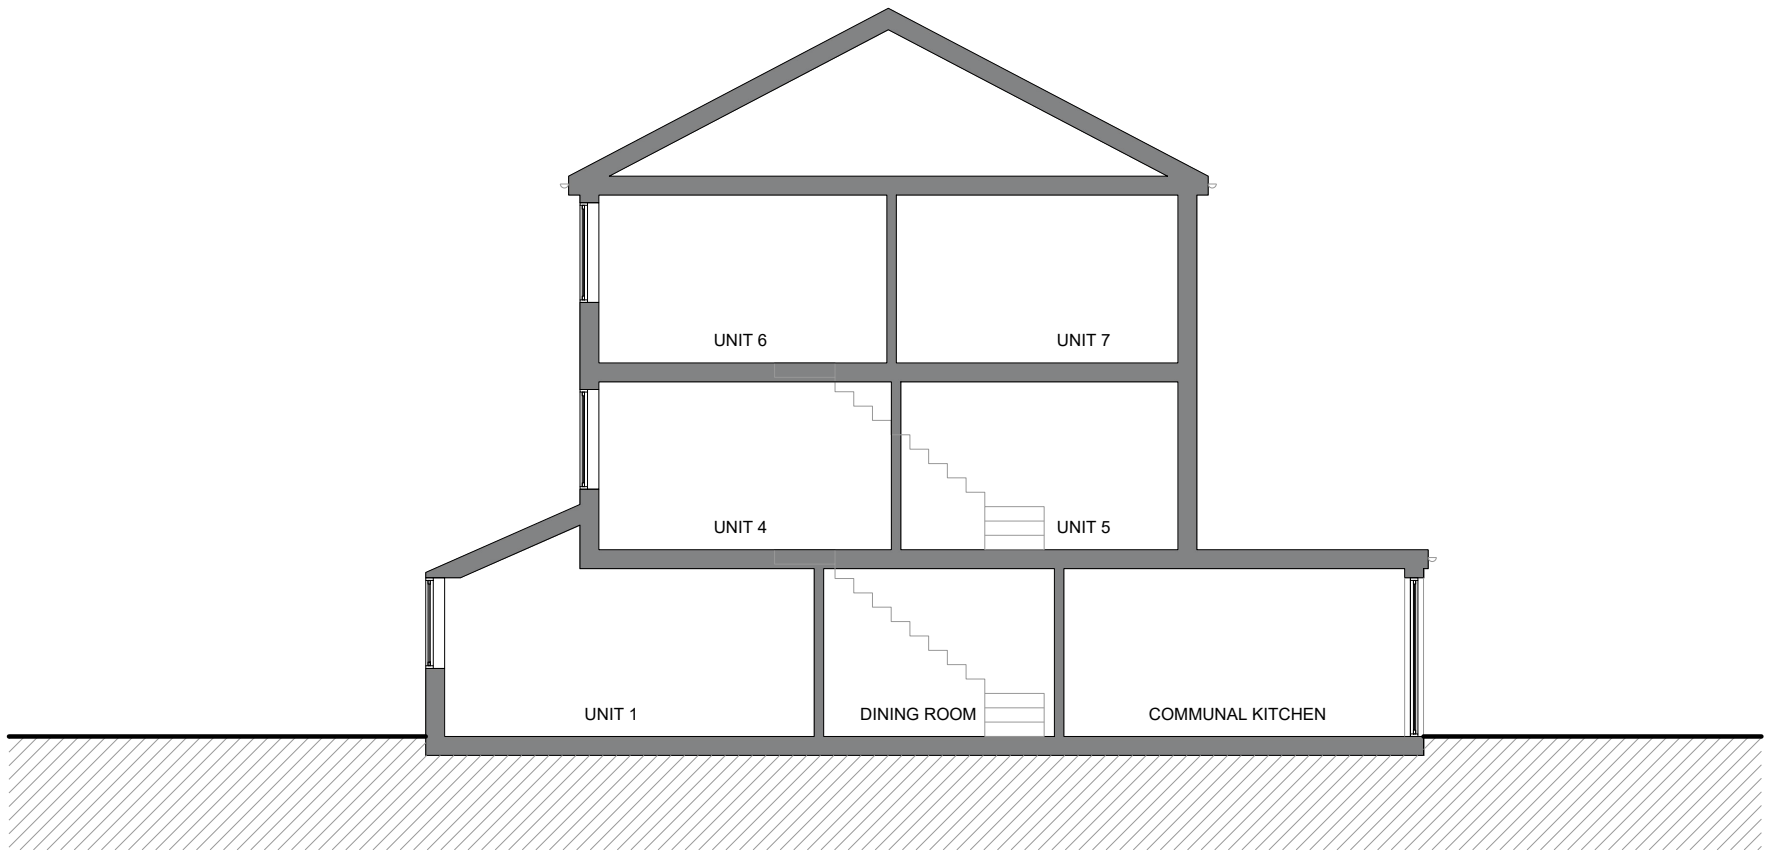 UNIT 6
UNIT 7
UNIT 4
UNIT 5
UNIT 1
DINING ROOM
COMMUNAL KITCHEN